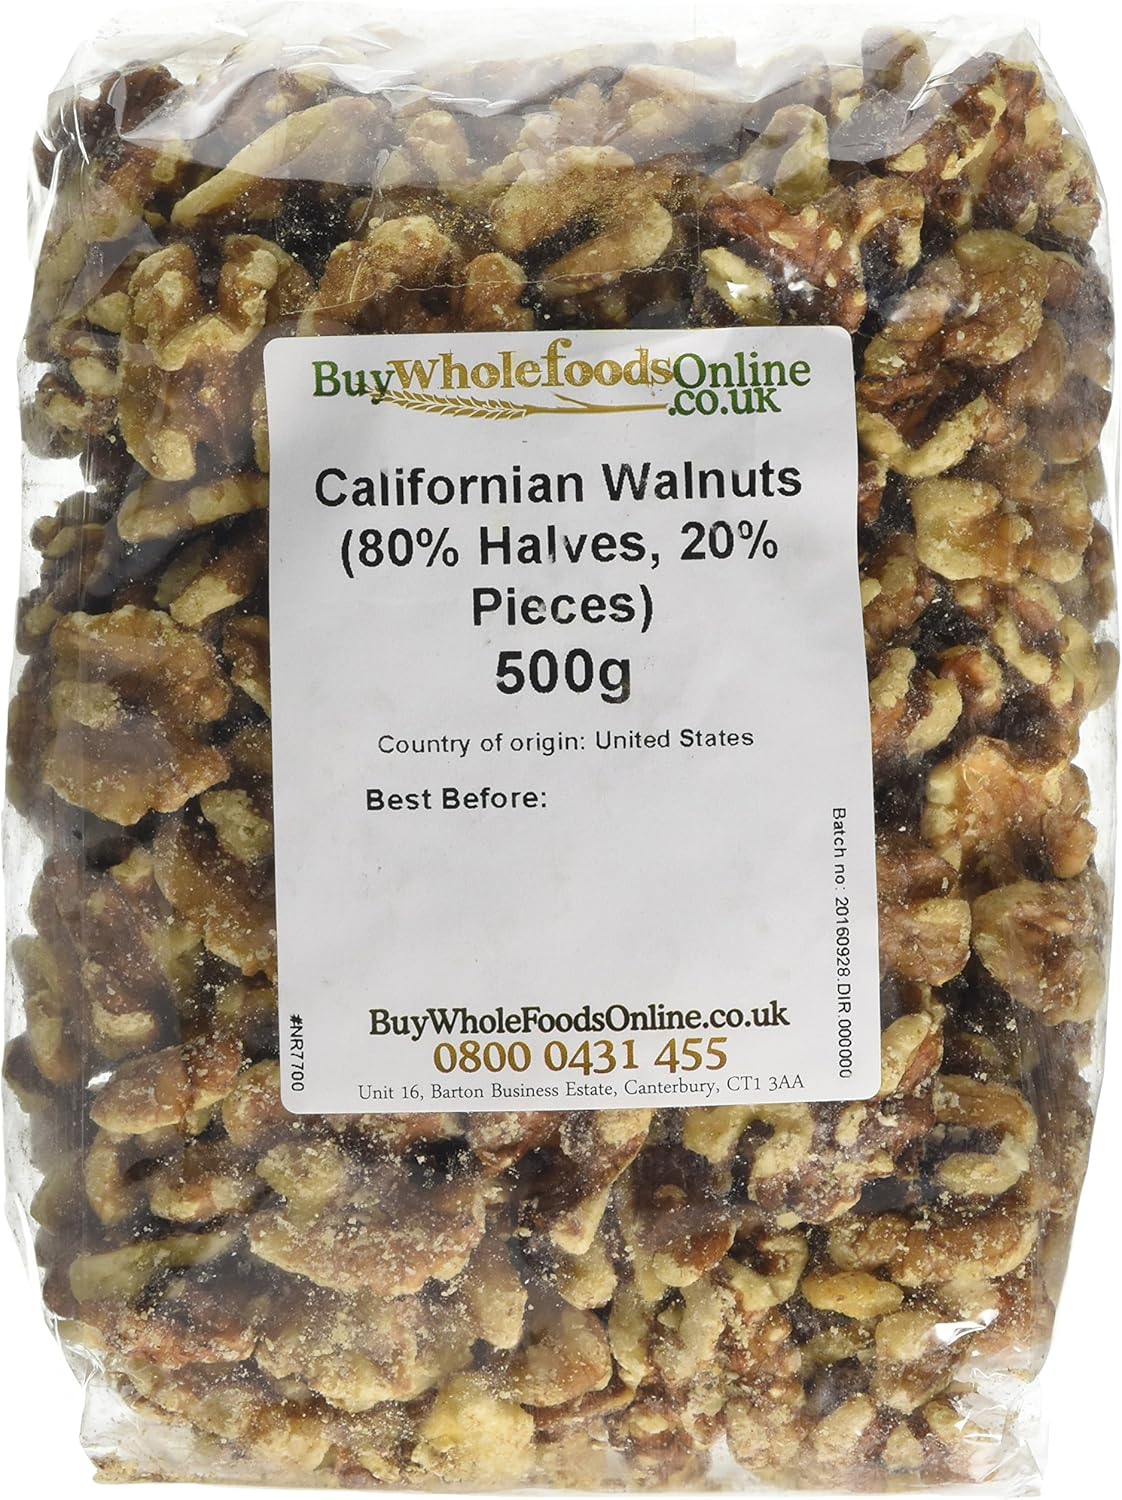 BuyWholefoodsOnline
.co.uk
Californian Walnuts
(80% Halves, 20%
Pieces)
500g
Country of origin: United States
Best Before:
Batch no: 20160928.DIR.000000
#NR7700
BuyWholeFoodsOnline.co.uk
0800 0431 455
Unit 16, Barton Business Estate, Canterbury, CT1 3AA